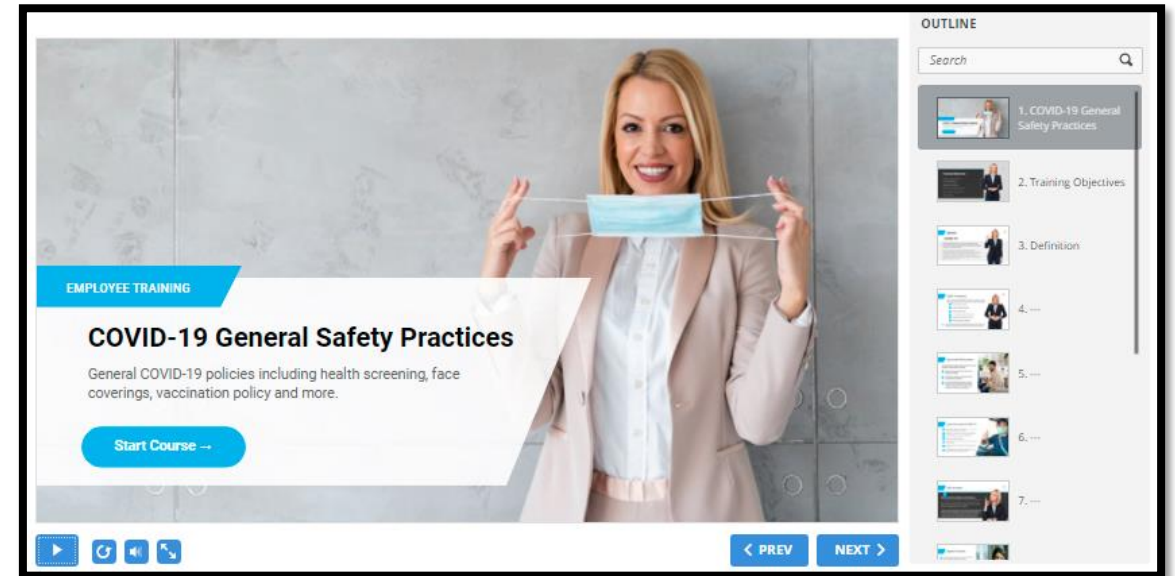 EMPLOYEE TRAINING
COVID-19 General Safety Practices
General COVID-19 policies including health screening, face
coverings, vaccination policy and more.
Start Course →
PREV
NEXT
OUTLINE
Search
1. COVID-19 General
Safety Practices
2. Training Objectives
3. Definition
4. ---
5. ---
6. ---
7. ---